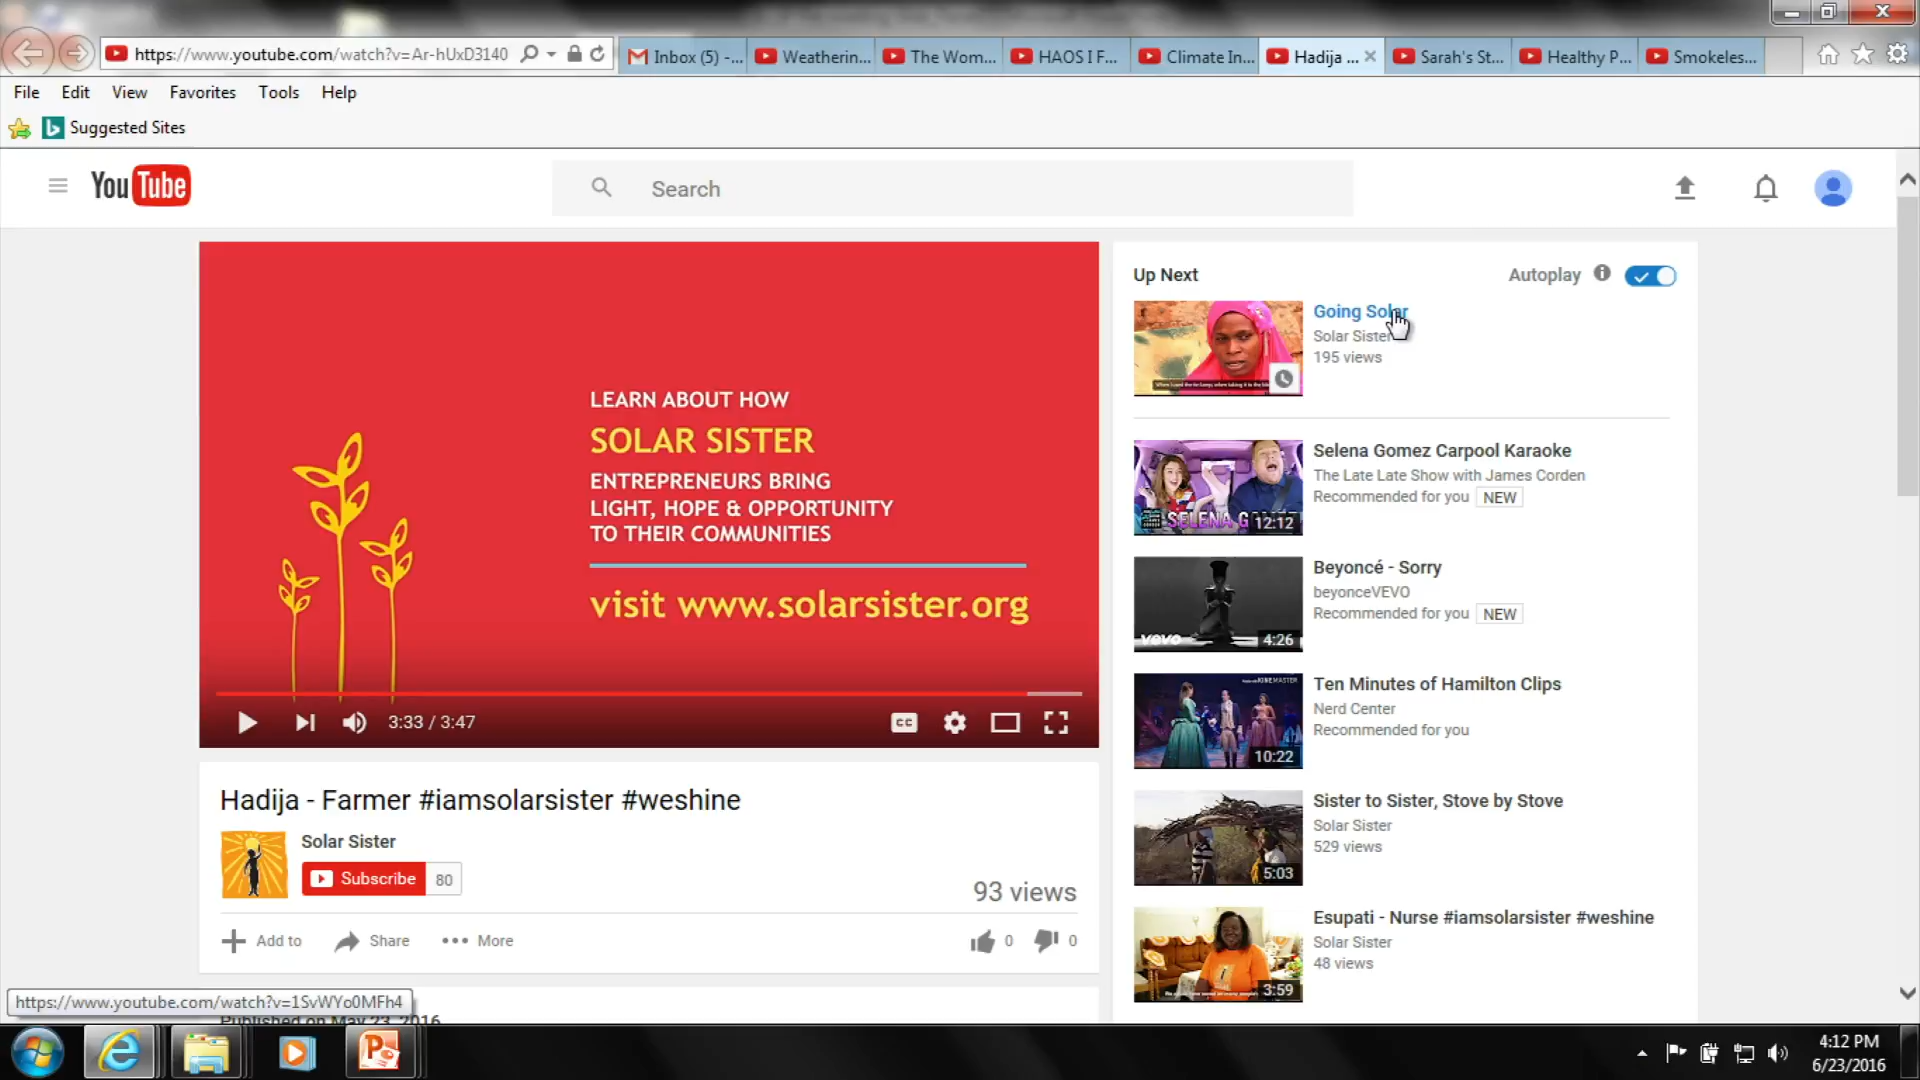 https://www.youtube.com/watch?v=Ar-hUxD3140
Inbox (5) -...
Weatherin...
The Wom...
HAOS I F...
Climate In...
Hadija ...
Sarah's St...
Healthy P...
Smokeles...
File Edit View Favorites Tools Help
Suggested Sites
YouTube
Search
LEARN ABOUT HOW
SOLAR SISTER
ENTREPRENEURS BRING
LIGHT, HOPE & OPPORTUNITY
TO THEIR COMMUNITIES
visit www.solarsister.org
3:33 / 3:47
CC
Hadija - Farmer #iamsolarsister #weshine
Solar Sister
Subscribe 80
93 views
Add to Share More 0 0
Published on May 23, 2016
https://www.youtube.com/watch?v=1SvWYo0MFh4
Up Next Autoplay
Going Solar
Solar Sister
195 views
Selena Gomez Carpool Karaoke
The Late Late Show with James Corden
Recommended for you NEW
12:12
Beyoncé - Sorry
beyonceVEVO
Recommended for you NEW
vevo 4:26
Ten Minutes of Hamilton Clips
Nerd Center
Recommended for you
10:22
Sister to Sister, Stove by Stove
Solar Sister
529 views
5:03
Esupati - Nurse #iamsolarsister #weshine
Solar Sister
48 views
3:59
4:12 PM
6/23/2016